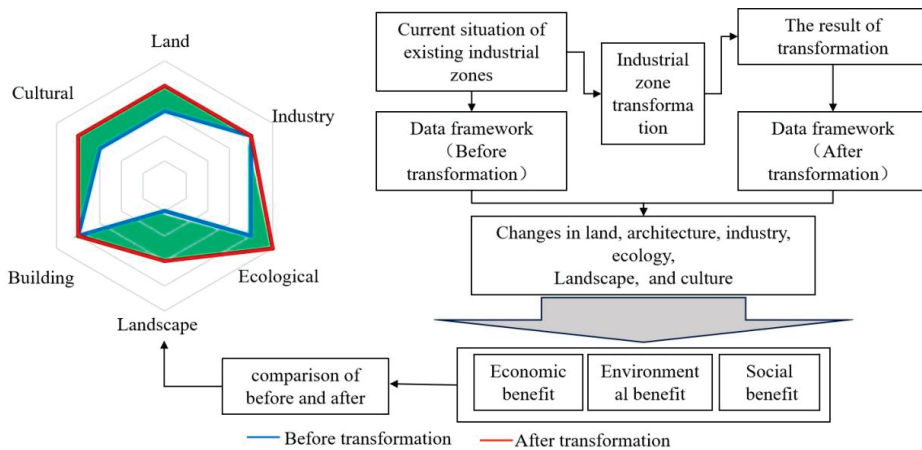 Land
Cultural
Industry
Building
Ecological
Landscape
Current situation of
existing industrial
zones
Industrial
zone
transforma
tion
The result of
transformation
Data framework
（Before
transformation）
Data framework
（After
transformation）
Changes in land, architecture, industry,
ecology,
Landscape, and culture
Economic
benefit
Environment
al benefit
Social
benefit
comparison of
before and after
Before transformation
After transformation